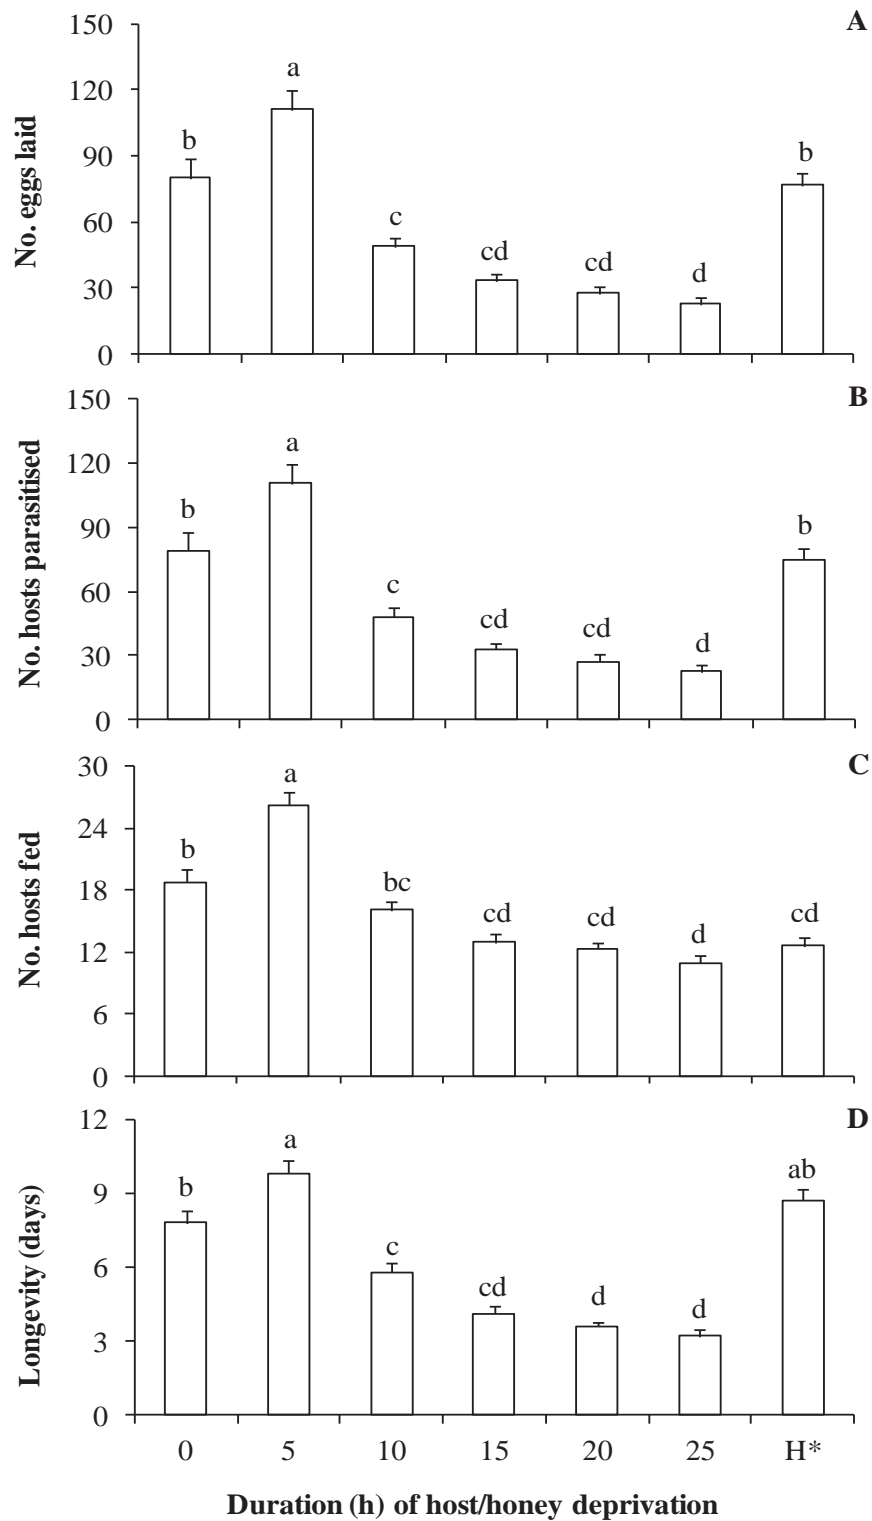 A
No. eggs laid
150
120
90
60
30
0
b
a
c
cd
cd
d
b
B
No. hosts parasitised
150
120
90
60
30
0
b
a
c
cd
cd
d
b
C
No. hosts fed
30
24
18
12
6
0
b
a
bc
cd
cd
d
cd
D
Longevity (days)
12
9
6
3
0
b
a
c
cd
d
d
ab
0 5 10 15 20 25 H*
Duration (h) of host/honey deprivation